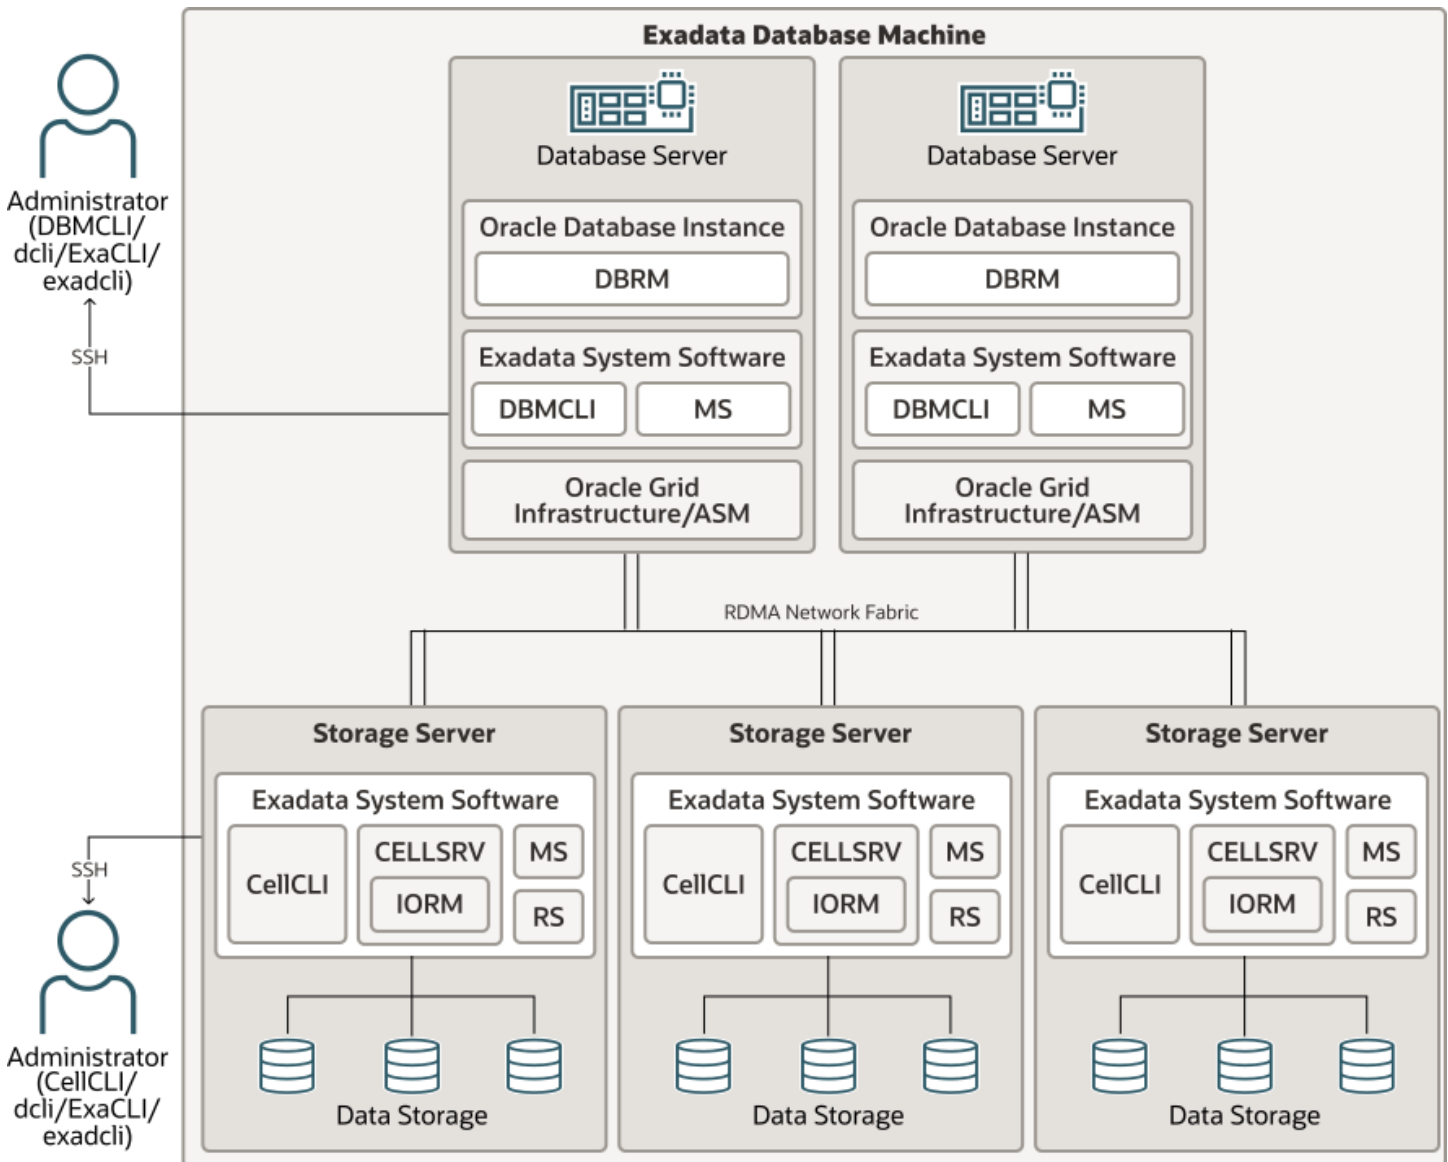 Exadata Database Machine
Administrator
(DBMCLI/
dcli/ExaCLI/
exadcli)
SSH
Database Server
Oracle Database Instance
DBRM
Exadata System Software
DBMCLI
MS
Oracle Grid
Infrastructure/ASM
Database Server
Oracle Database Instance
DBRM
Exadata System Software
DBMCLI
MS
Oracle Grid
Infrastructure/ASM
RDMA Network Fabric
Storage Server
Exadata System Software
CellCLI
CELLSRV
IORM
MS
RS
Data Storage
Storage Server
Exadata System Software
CellCLI
CELLSRV
IORM
MS
RS
Data Storage
Storage Server
Exadata System Software
CellCLI
CELLSRV
IORM
MS
RS
Data Storage
SSH
Administrator
(CellCLI/
dcli/ExaCLI/
exadcli)